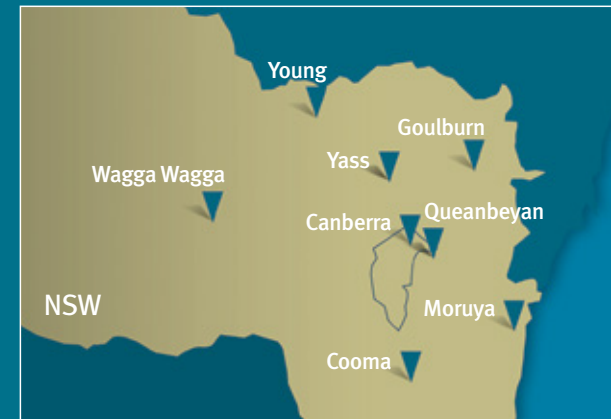 Young
Goulburn
Yass
Wagga Wagga
Queanbeyan
Canberra
NSW
Moruya
Cooma